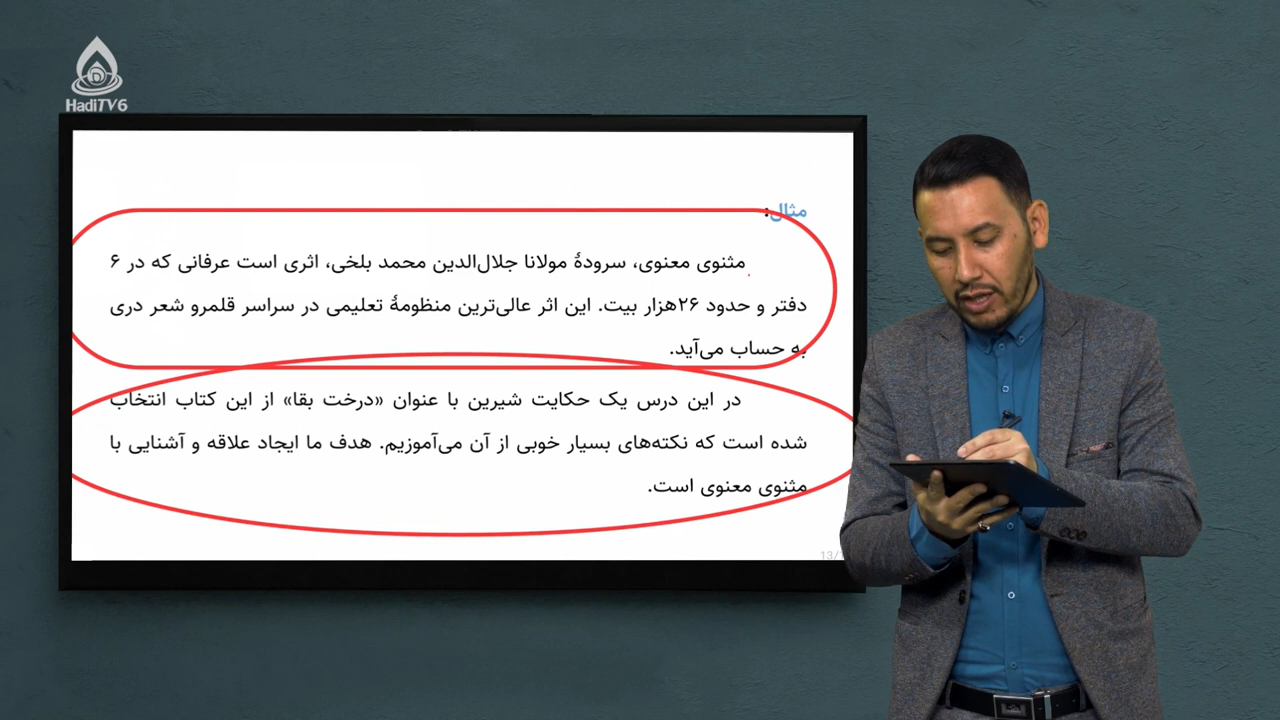 HadiTV6
مثال:
مثنوی معنوی، سرودهٔ مولانا جلال‌الدین محمد بلخی، اثری است عرفانی که در ۶
دفتر و حدود ۲۶هزار بیت. این اثر عالی‌ترین منظومهٔ تعلیمی در سراسر قلمرو شعر دری
به حساب می‌آید.
در این درس یک حکایت شیرین با عنوان «درخت بقا» از این کتاب انتخاب
شده است که نکته‌های بسیار خوبی از آن می‌آموزیم. هدف ما ایجاد علاقه و آشنایی با
مثنوی معنوی است.